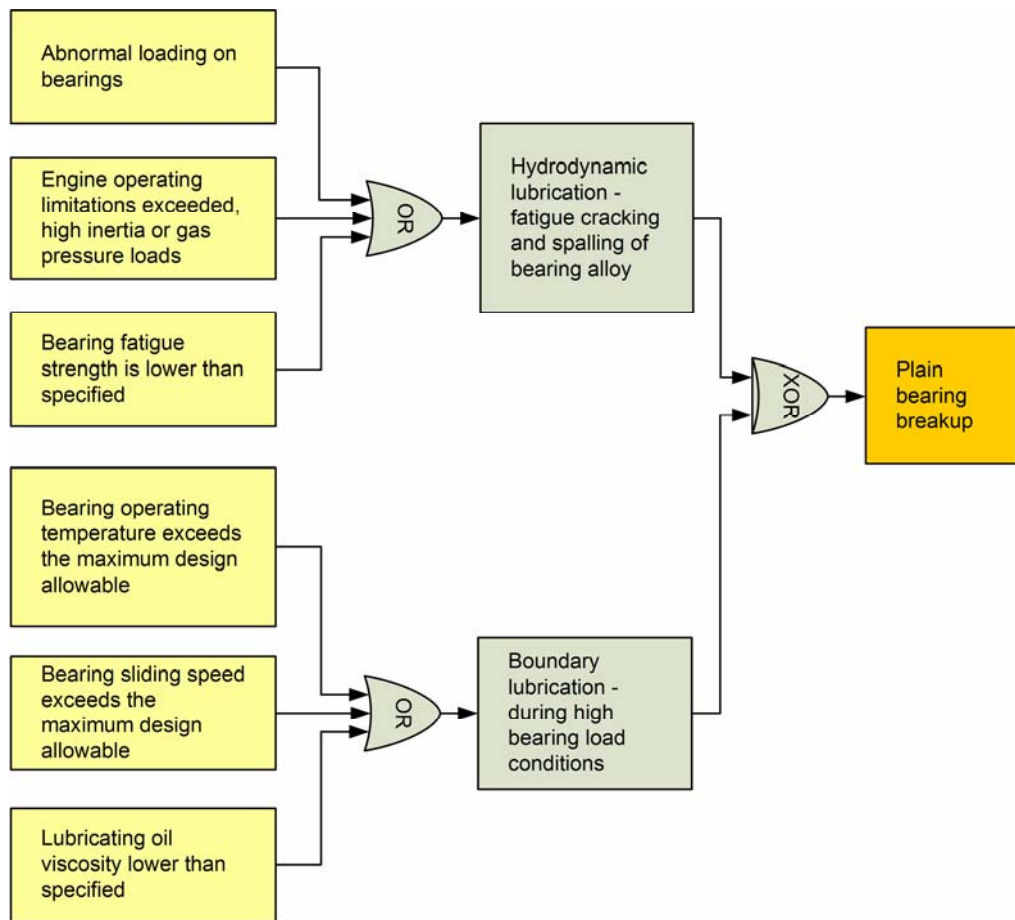 Abnormal loading on
bearings
Engine operating
limitations exceeded,
high inertia or gas
pressure loads
Bearing fatigue
strength is lower than
specified
OR
Hydrodynamic
lubrication -
fatigue cracking
and spalling of
bearing alloy
Bearing operating
temperature exceeds
the maximum design
allowable
Bearing sliding speed
exceeds the
maximum design
allowable
Lubricating oil
viscosity lower than
specified
OR
Boundary
lubrication -
during high
bearing load
conditions
XOR
Plain
bearing
breakup